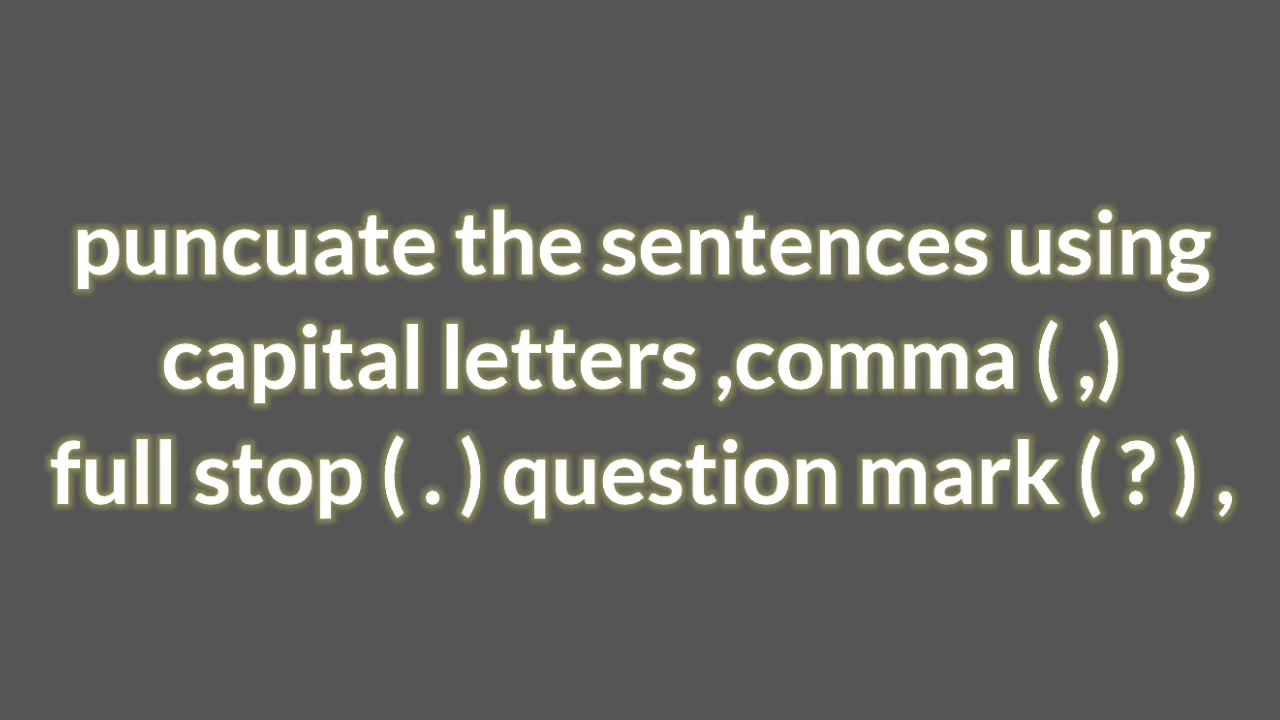 puncuate the sentences using
capital letters ,comma ( ,)
full stop ( . ) question mark ( ? ) ,